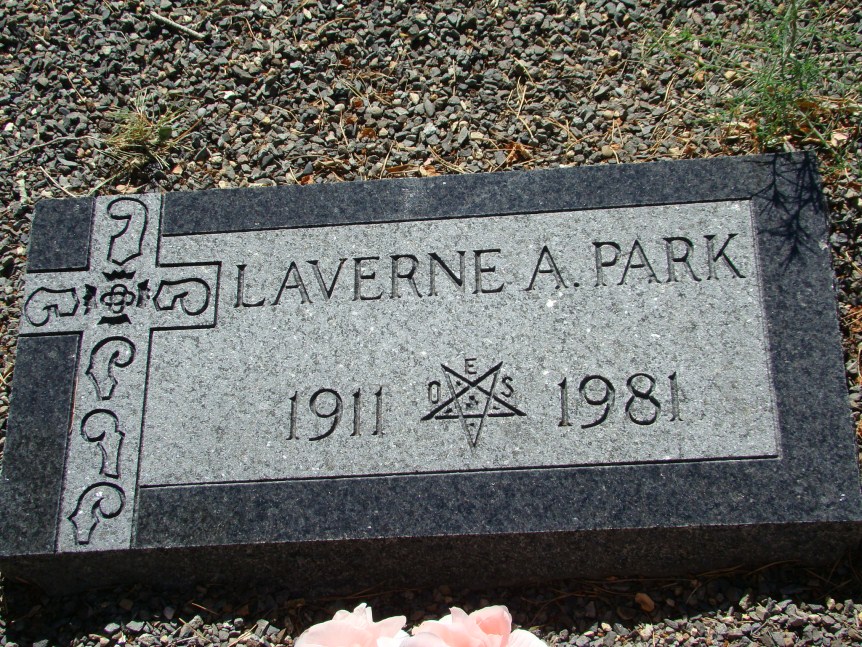 LAVERNE A. PARK
1911 O E S 1981